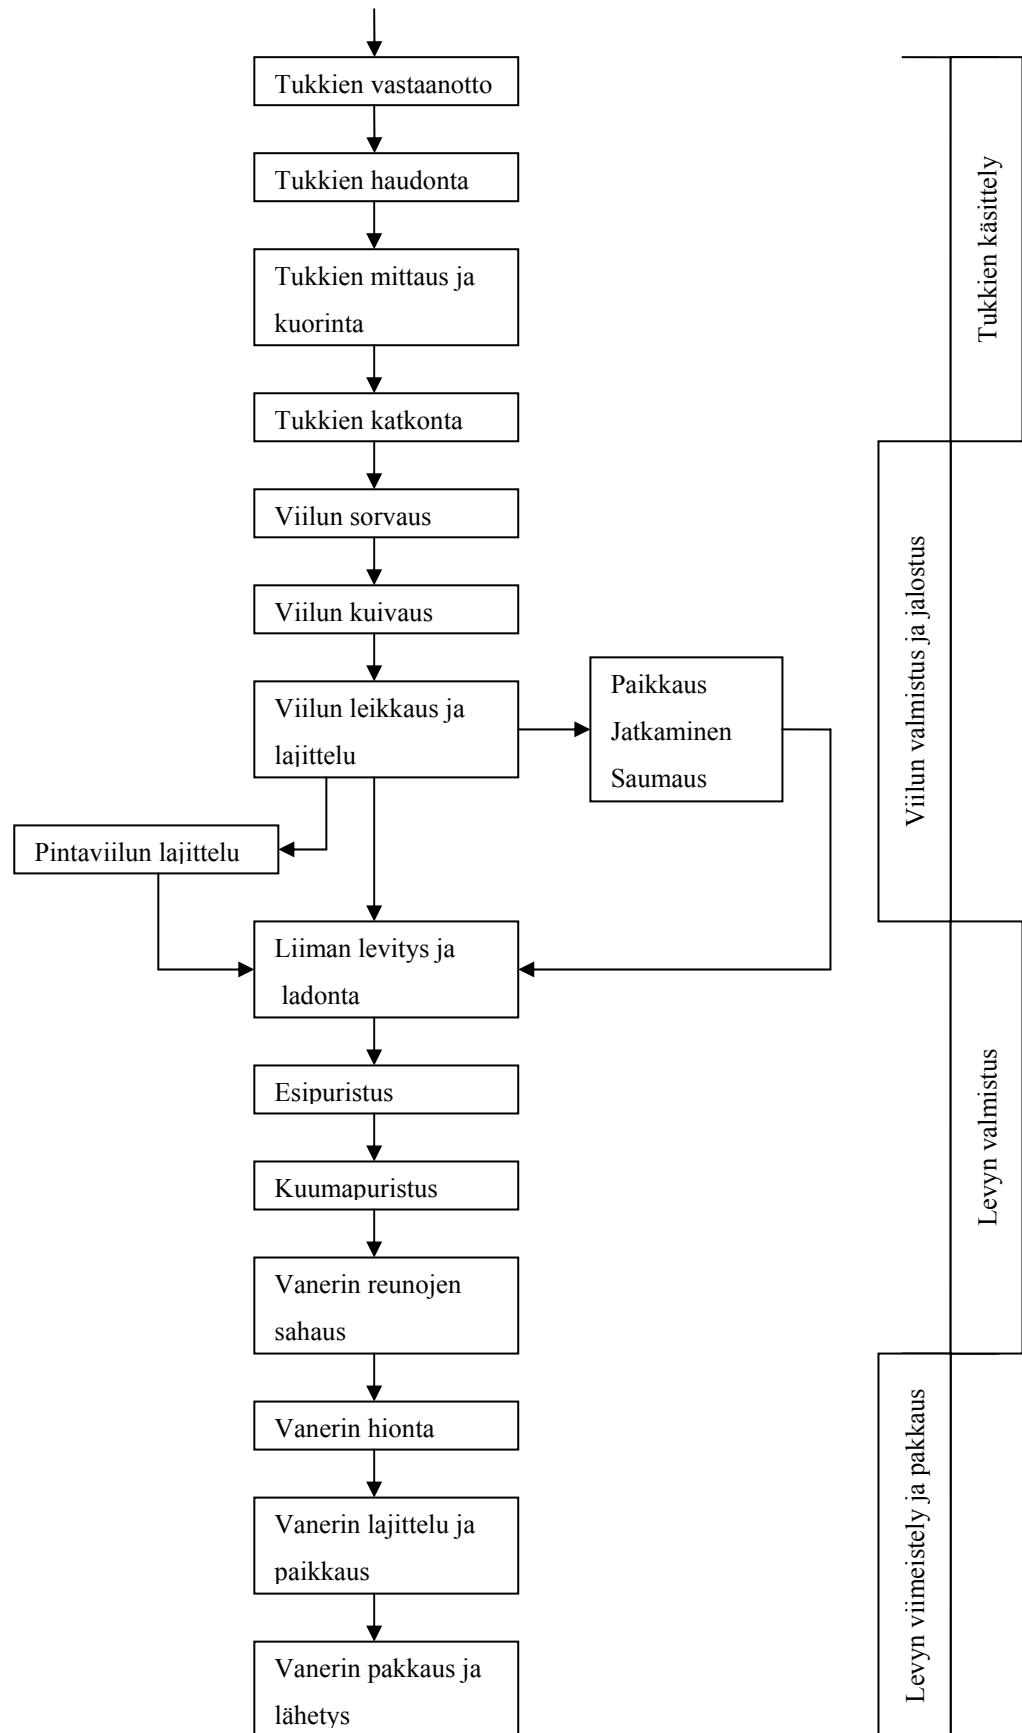 Tukkien vastaanotto
Tukkien haudonta
Tukkien mittaus ja
kuorinta
Tukkien katkonta
Viilun sorvaus
Viilun kuivaus
Viilun leikkaus ja
lajittelu
Paikkaus
Jatkaminen
Saumaus
Pintaviilun lajittelu
Liiman levitys ja
ladonta
Esipuristus
Kuumapuristus
Vanerin reunojen
sahaus
Vanerin hionta
Vanerin lajittelu ja
paikkaus
Vanerin pakkaus ja
lähetys
Tukkien käsittely
Viilun valmistus ja jalostus
Levyn valmistus
Levyn viimeistely ja pakkaus